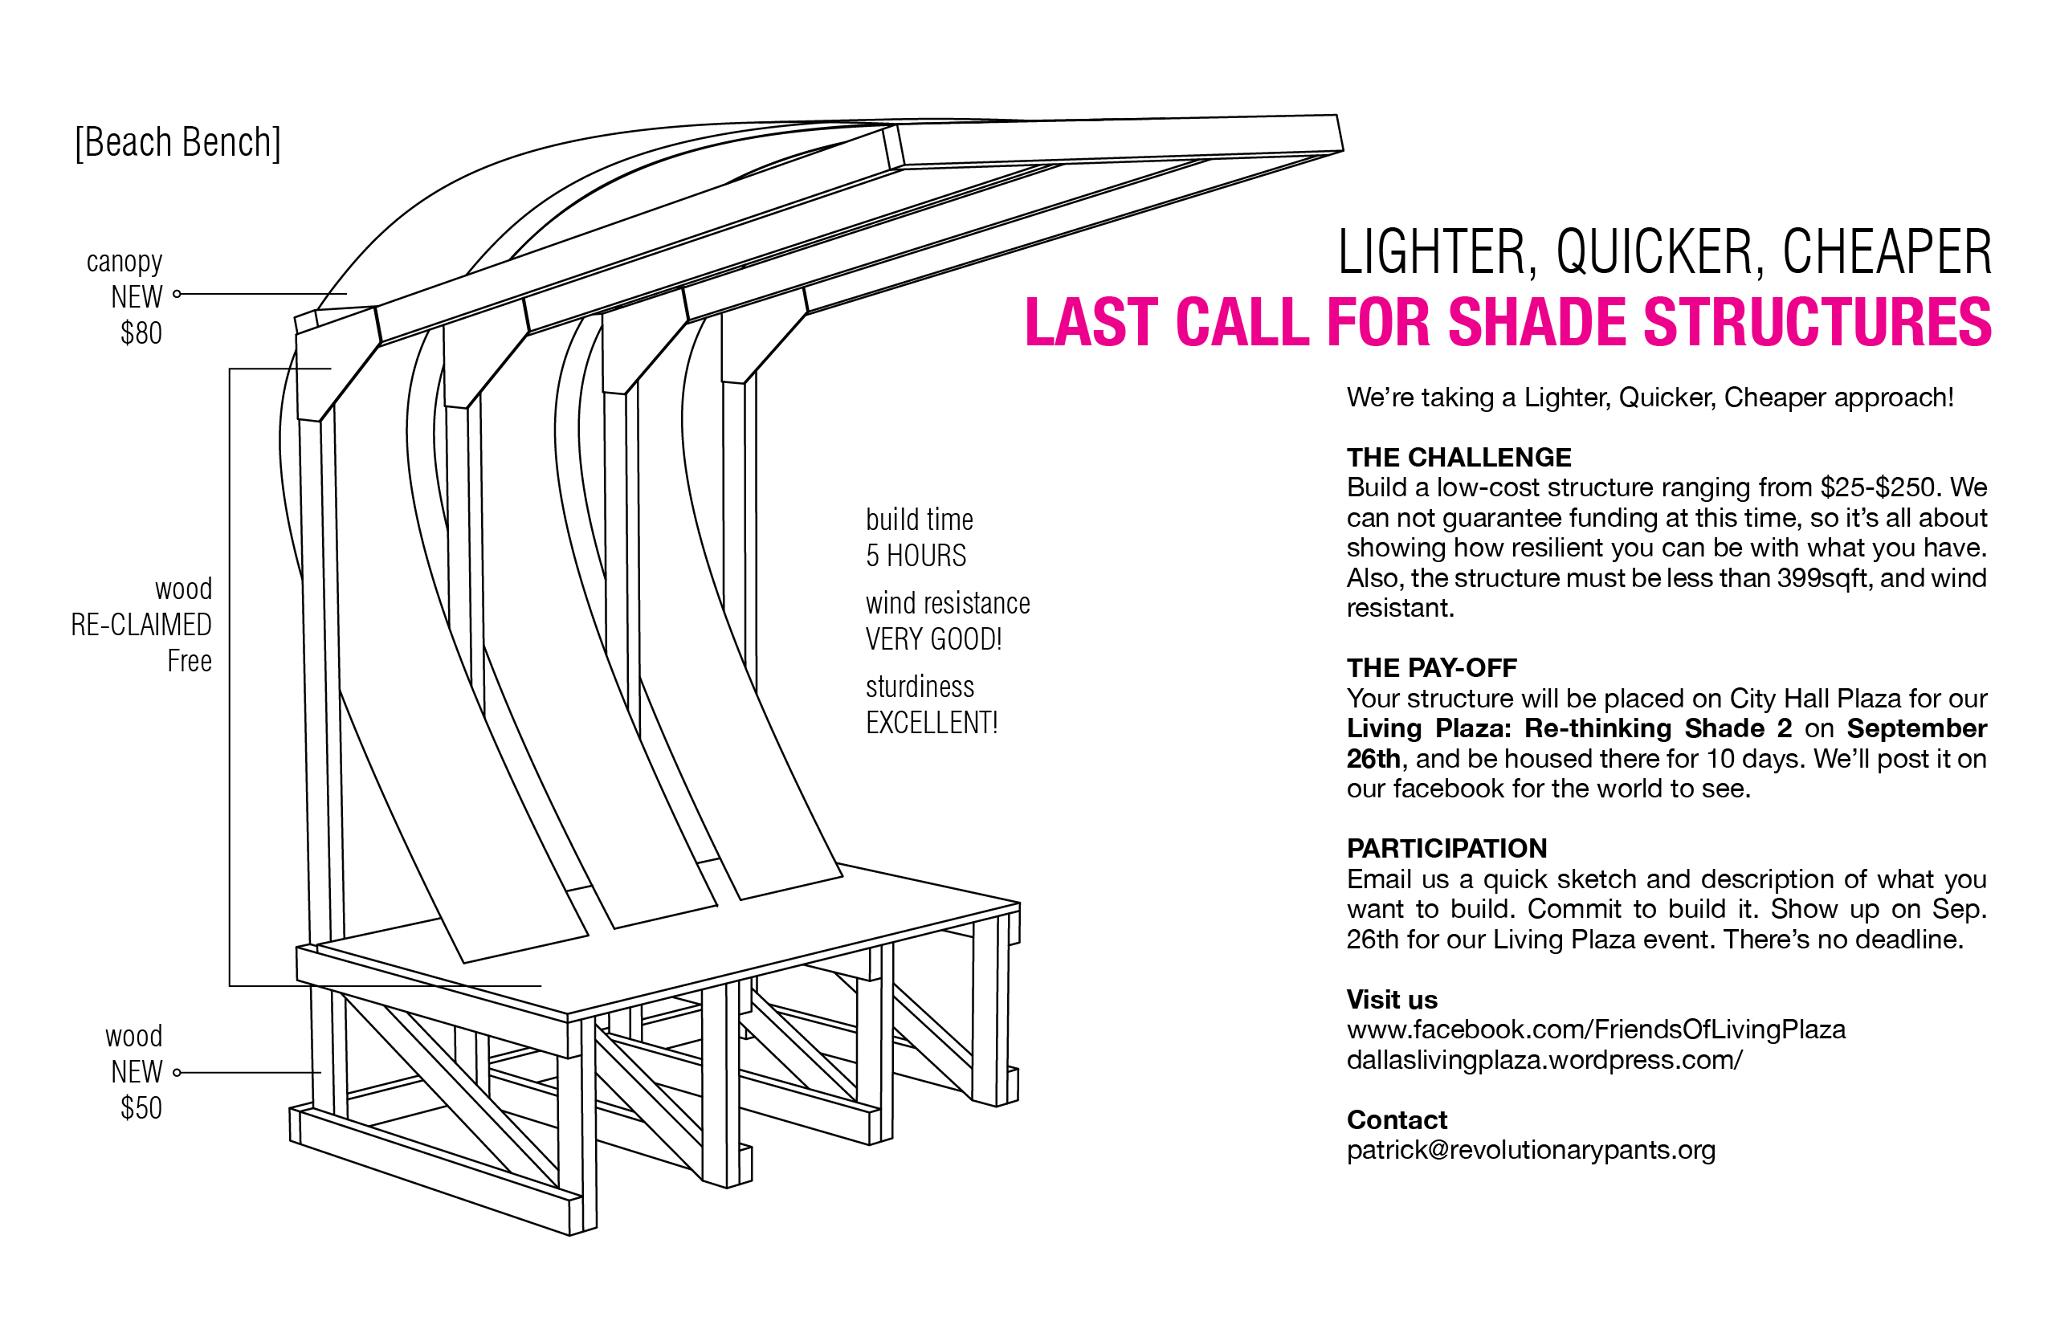 [Beach Bench]
canopy
NEW
$80
wood
RE-CLAIMED
Free
wood
NEW
$50
build time
5 HOURS
wind resistance
VERY GOOD!
sturdiness
EXCELLENT!
LIGHTER, QUICKER, CHEAPER
LAST CALL FOR SHADE STRUCTURES
We're taking a Lighter, Quicker, Cheaper approach!
THE CHALLENGE
Build a low-cost structure ranging from $25-$250. We
can not guarantee funding at this time, so it's all about
showing how resilient you can be with what you have.
Also, the structure must be less than 399sqft, and wind
resistant.
THE PAY-OFF
Your structure will be placed on City Hall Plaza for our
Living Plaza: Re-thinking Shade 2 on September
26th, and be housed there for 10 days. We'll post it on
our facebook for the world to see.
PARTICIPATION
Email us a quick sketch and description of what you
want to build. Commit to build it. Show up on Sep.
26th for our Living Plaza event. There's no deadline.
Visit us
www.facebook.com/FriendsOfLivingPlaza
dallaslivingplaza.wordpress.com/
Contact
patrick@revolutionarypants.org